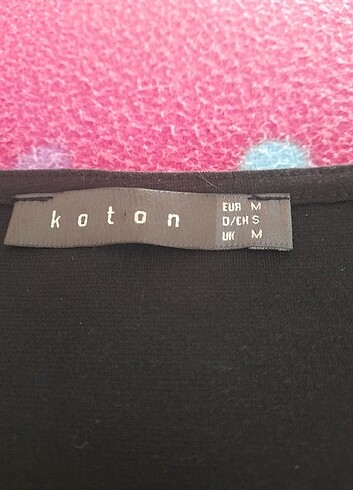 koton
EUR M
D/CH S
UK M